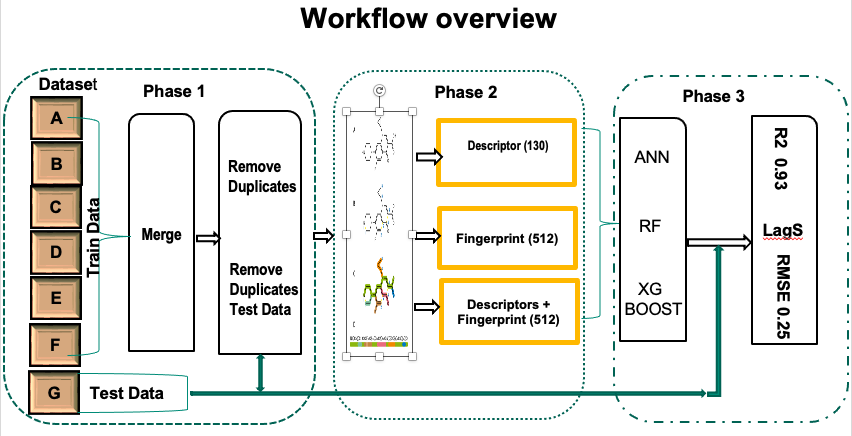 Workflow overview
Dataset
Phase 1
Phase 2
Phase 3
A
B
C
D
E
F
G
Train Data
Test Data
Merge
Remove
Duplicates
Remove
Duplicates
Test Data
Descriptor (130)
Fingerprint (512)
Descriptors +
Fingerprint (512)
ANN
RF
XG
BOOST
R2 0.93
LagS
RMSE 0.25